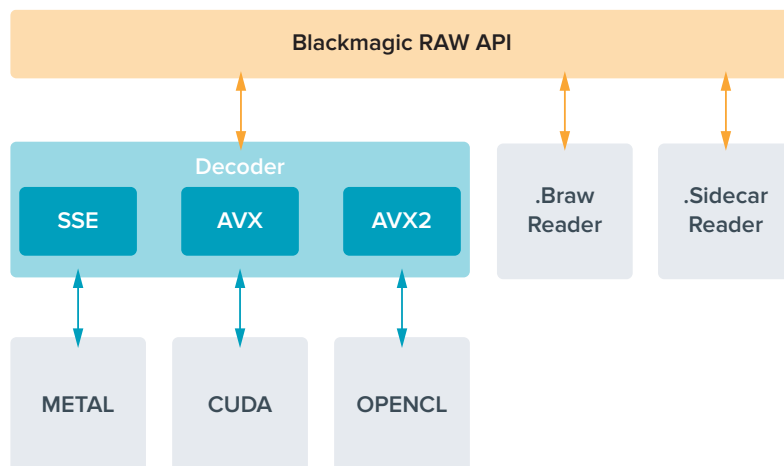 Blackmagic RAW API
Decoder
SSE
AVX
AVX2
.Braw
Reader
.Sidecar
Reader
METAL
CUDA
OPENCL